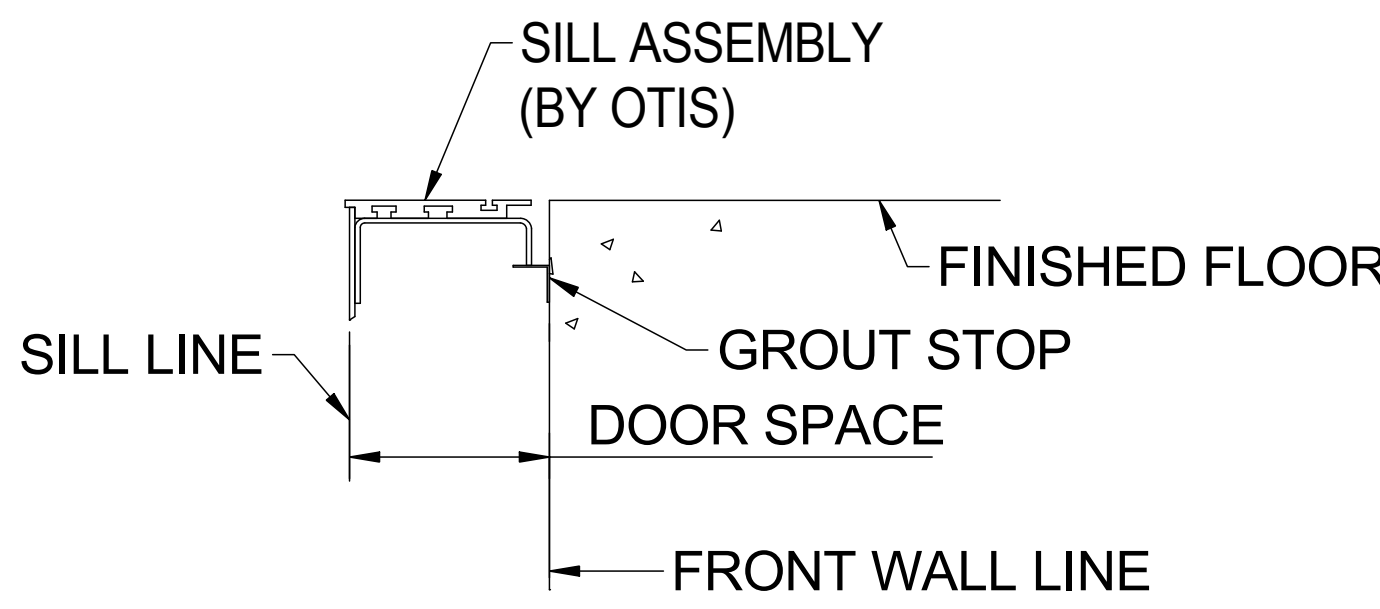 SILL ASSEMBLY
(BY OTIS)
FINISHED FLOOR
GROUT STOP
SILL LINE
DOOR SPACE
FRONT WALL LINE